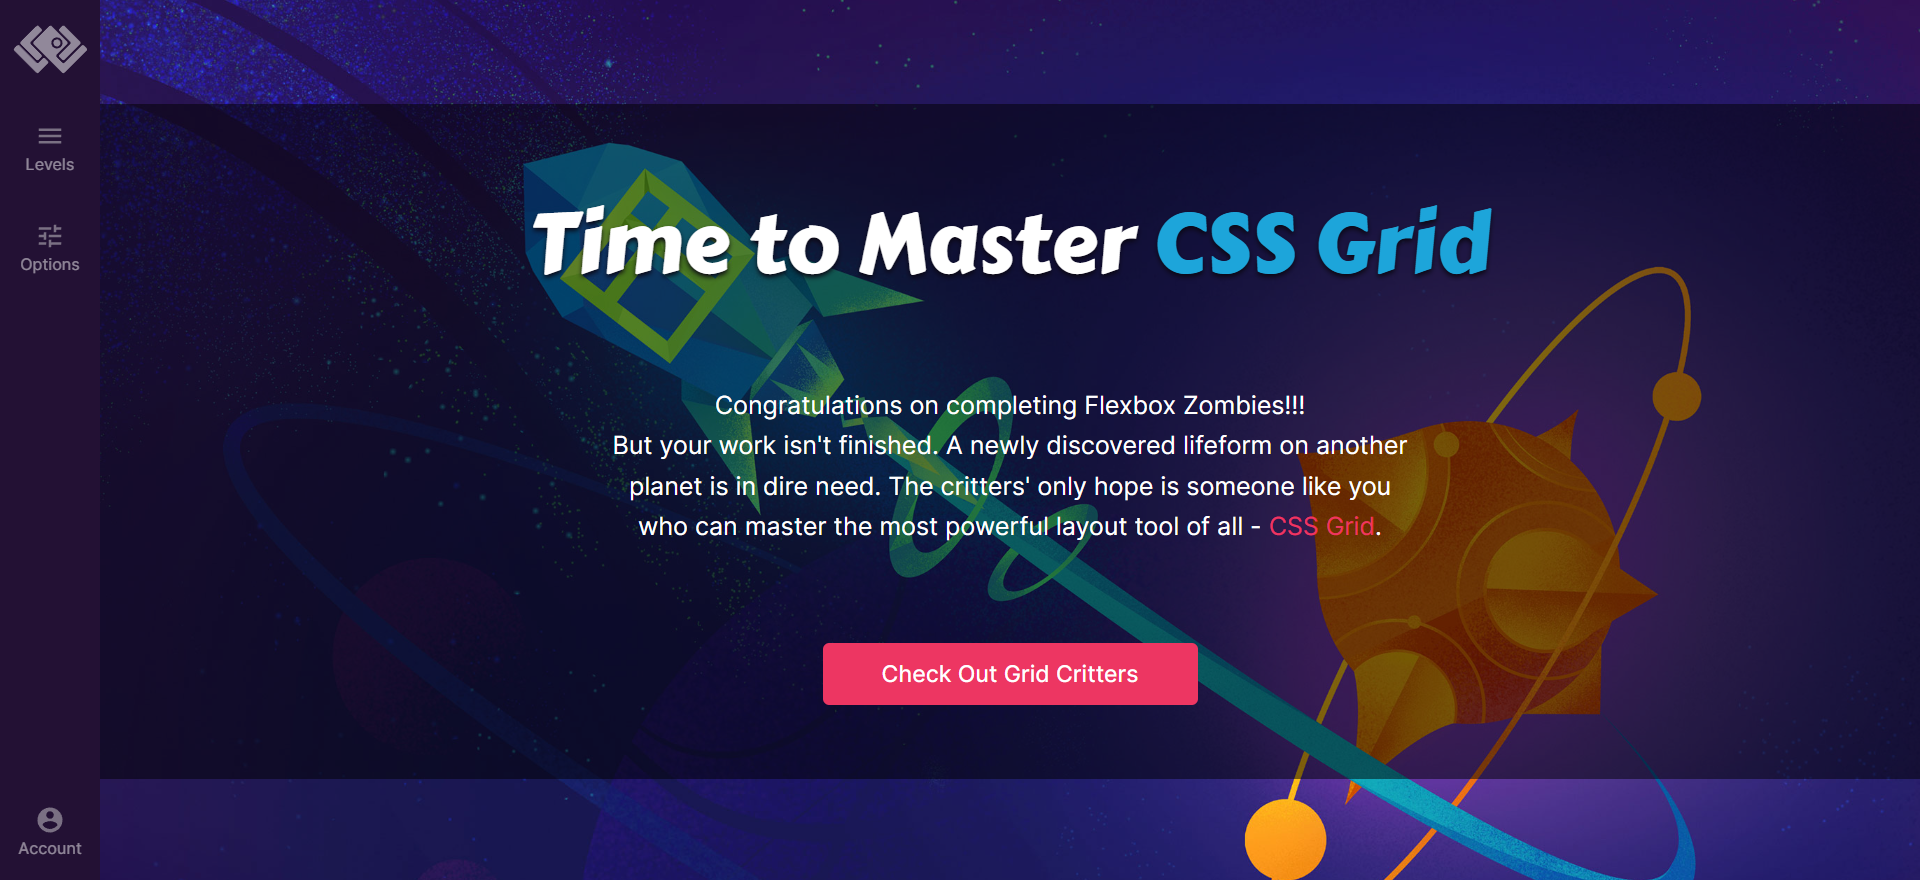 Levels
Options
Account
Time to Master CSS Grid
Congratulations on completing Flexbox Zombies!!!
But your work isn't finished. A newly discovered lifeform on another
planet is in dire need. The critters' only hope is someone like you
who can master the most powerful layout tool of all - CSS Grid.
Check Out Grid Critters